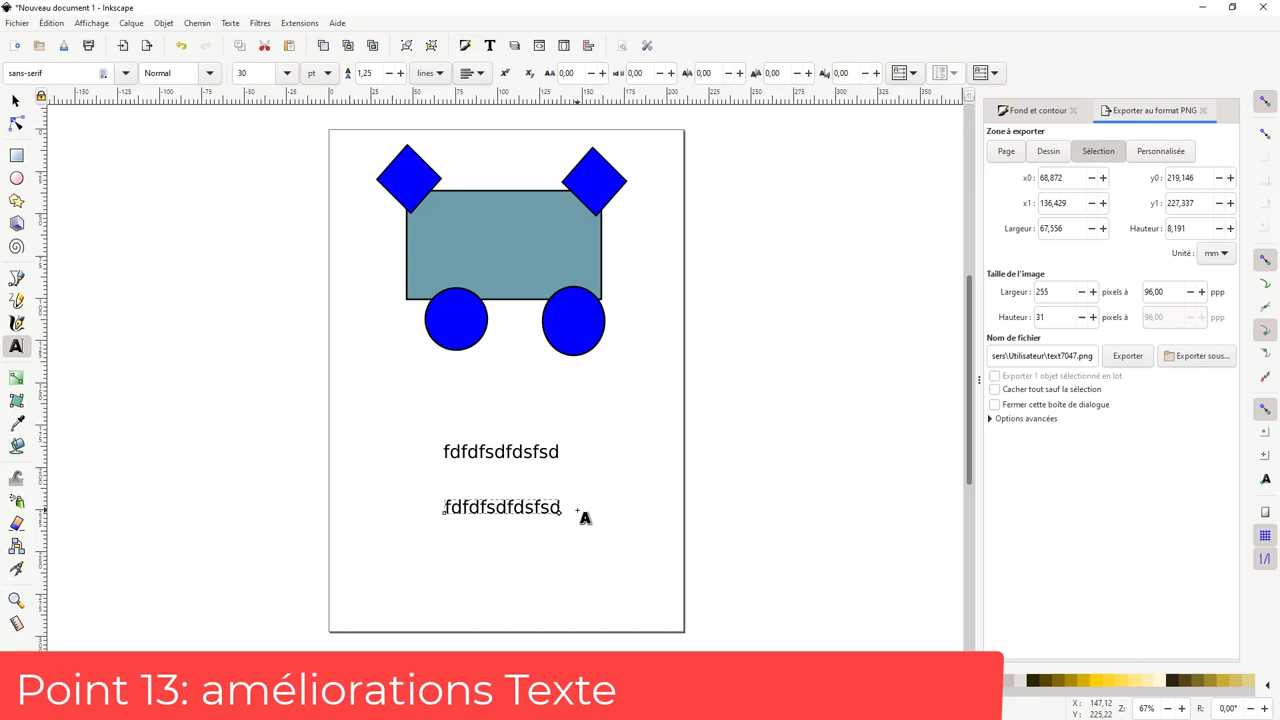 *Nouveau document 1 - Inkscape
Fichier Édition Affichage Calque Objet Chemin Texte Filtres Extensions Aide
sans-serif Normal 30 pt 1,25 lines 0,00 0,00 0,00 0,00 0,00
Fond et contour Exporter au format PNG
Zone à exporter
Page Dessin Sélection Personnalisée
x0 : 68,872 y0 : 219,146
x1 : 136,429 y1 : 227,337
Largeur : 67,556 Hauteur : 8,191
Unité : mm
Taille de l'image
Largeur : 255 pixels à 96,00 ppp
Hauteur : 31 pixels à 96,00 ppp
Nom de fichier
sers\Utilisateur\text7047.png Exporter Exporter sous...
Exporter 1 objet sélectionné en lot
Cacher tout sauf la sélection
Fermer cette boîte de dialogue
Options avancées
fdfdfsdfdsfsd
fdfdfsdfdsfsd
Point 13: améliorations Texte
X : 147,12
Y : 225,22
Z: 67% R: 0,00°